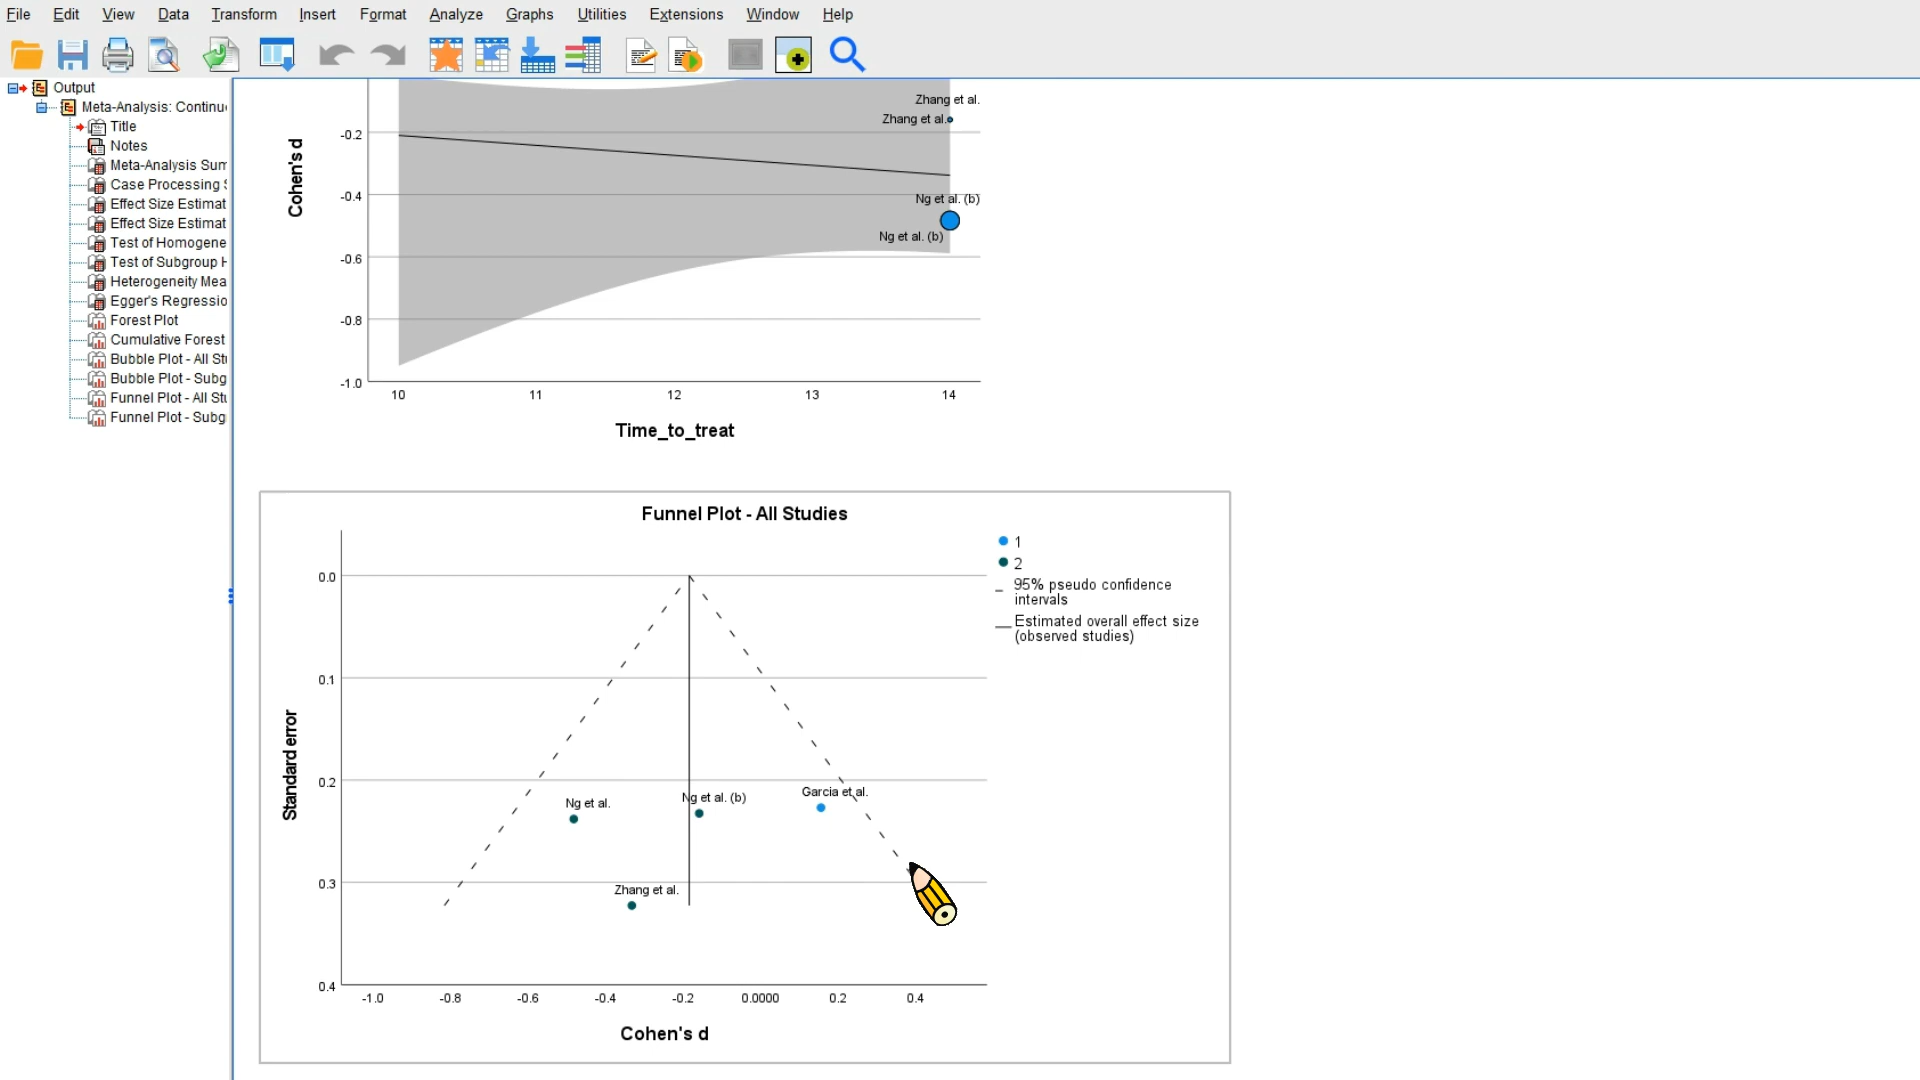 File Edit View Data Transform Insert Format Analyze Graphs Utilities Extensions Window Help
Output
Meta-Analysis: Continu
Title
Notes
Meta-Analysis Sum
Case Processing S
Effect Size Estimat
Effect Size Estimat
Test of Homogene
Test of Subgroup H
Heterogeneity Mea
Egger's Regressio
Forest Plot
Cumulative Forest
Bubble Plot - All Stu
Bubble Plot - Subg
Funnel Plot - All Stu
Funnel Plot - Subg
Cohen's d
-0.2
-0.4
-0.6
-0.8
-1.0
Zhang et al.
Zhang et al.
Ng et al. (b)
Ng et al. (b)
10 11 12 13 14
Time_to_treat
Funnel Plot - All Studies
1
2
95% pseudo confidence
intervals
Estimated overall effect size
(observed studies)
Standard error
0.0
0.1
0.2
0.3
0.4
Ng et al.
Ng et al. (b)
Garcia et al.
Zhang et al.
-1.0 -0.8 -0.6 -0.4 -0.2 0.0000 0.2 0.4
Cohen's d